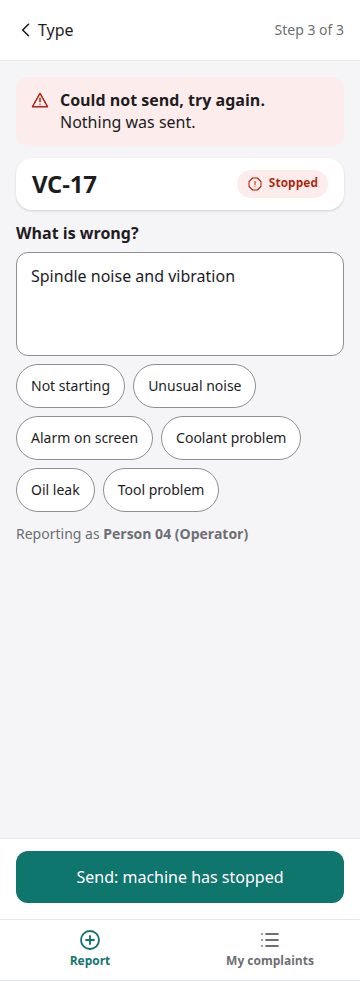 Type
Step 3 of 3
Could not send, try again.
Nothing was sent.
VC-17
Stopped
What is wrong?
Spindle noise and vibration
Not starting
Unusual noise
Alarm on screen
Coolant problem
Oil leak
Tool problem
Reporting as Person 04 (Operator)
Send: machine has stopped
Report
My complaints